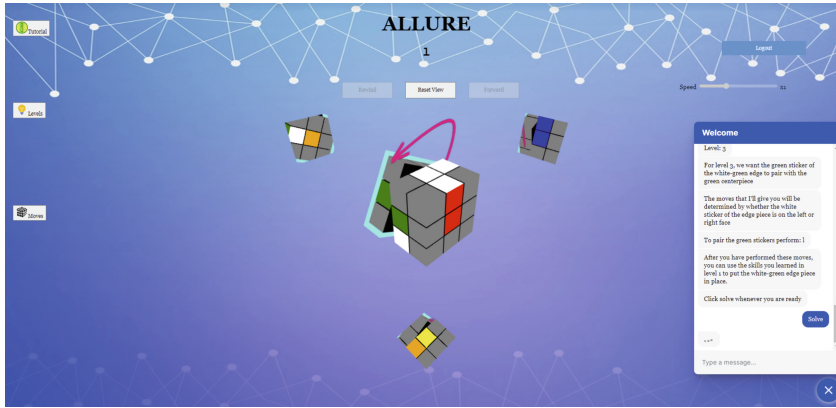 ALLURE
1
Tutorial
Logout
Rewind
Reset View
Forward
Speed
x1
Levels
Moves
Welcome
Level: 3
For level 3, we want the green sticker of
the white-green edge to pair with the
green centerpiece
The moves that I'll give you will be
determined by whether the white
sticker of the edge piece is on the left or
right face
To pair the green stickers perform: l
After you have performed these moves,
you can use the skills you learned in
level 1 to put the white-green edge piece
in place.
Click solve whenever you are ready
Solve
Type a message...